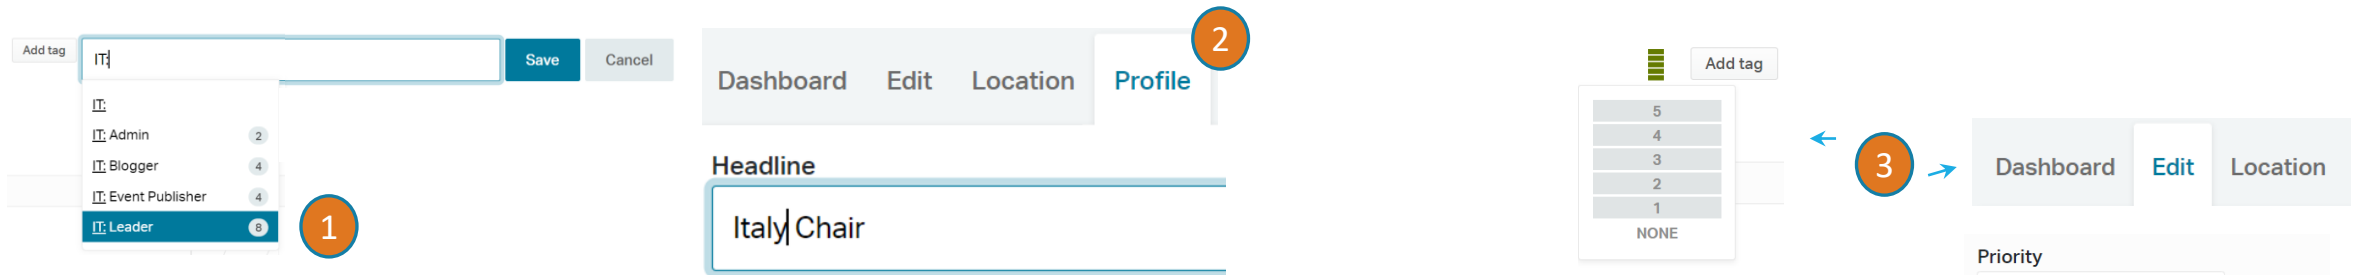 Add tag
IT:
Save
Cancel
IT:
IT: Admin 2
IT: Blogger 4
IT: Event Publisher 4
IT: Leader 8
1
Dashboard Edit Location Profile
2
Headline
Italy Chair
Add tag
5
4
3
2
1
NONE
3
Dashboard Edit Location
Priority